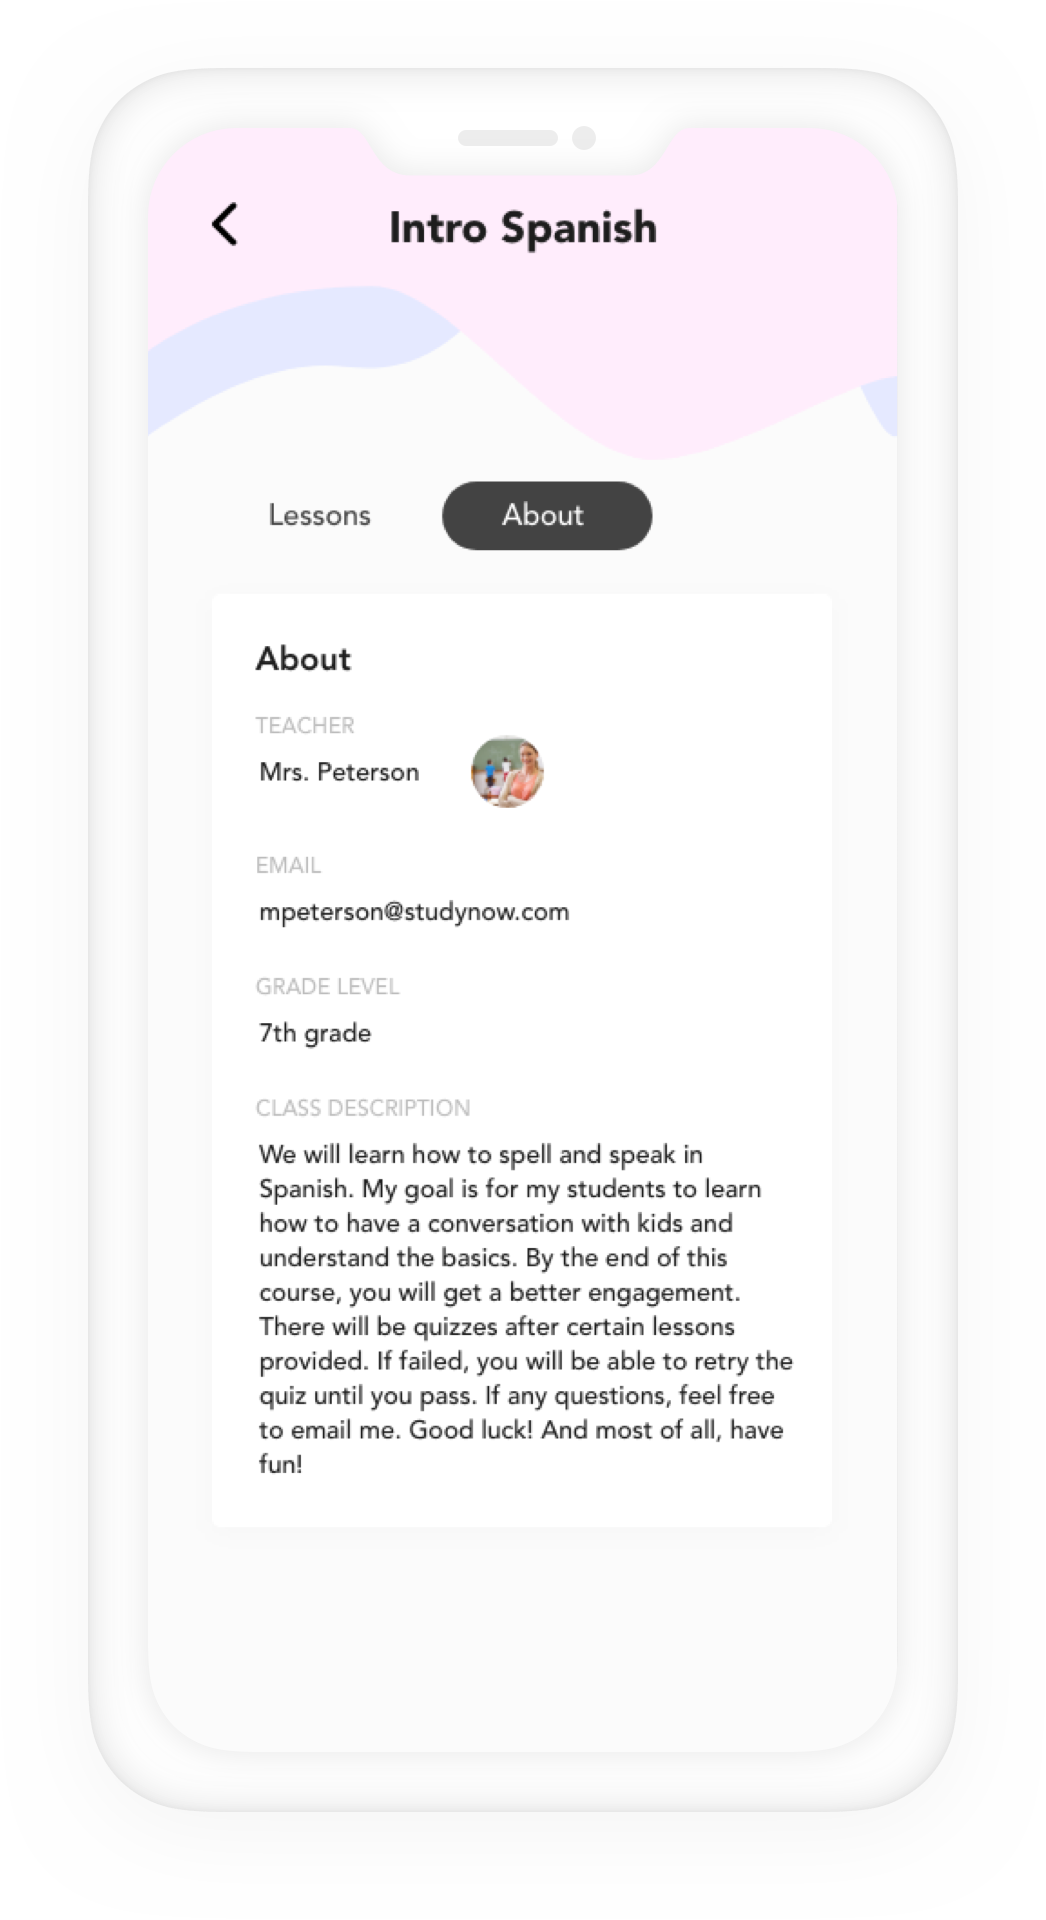 Intro Spanish
Lessons
About
About
TEACHER
Mrs. Peterson
EMAIL
mpeterson@studynow.com
GRADE LEVEL
7th grade
CLASS DESCRIPTION
We will learn how to spell and speak in
Spanish. My goal is for my students to learn
how to have a conversation with kids and
understand the basics. By the end of this
course, you will get a better engagement.
There will be quizzes after certain lessons
provided. If failed, you will be able to retry the
quiz until you pass. If any questions, feel free
to email me. Good luck! And most of all, have
fun!